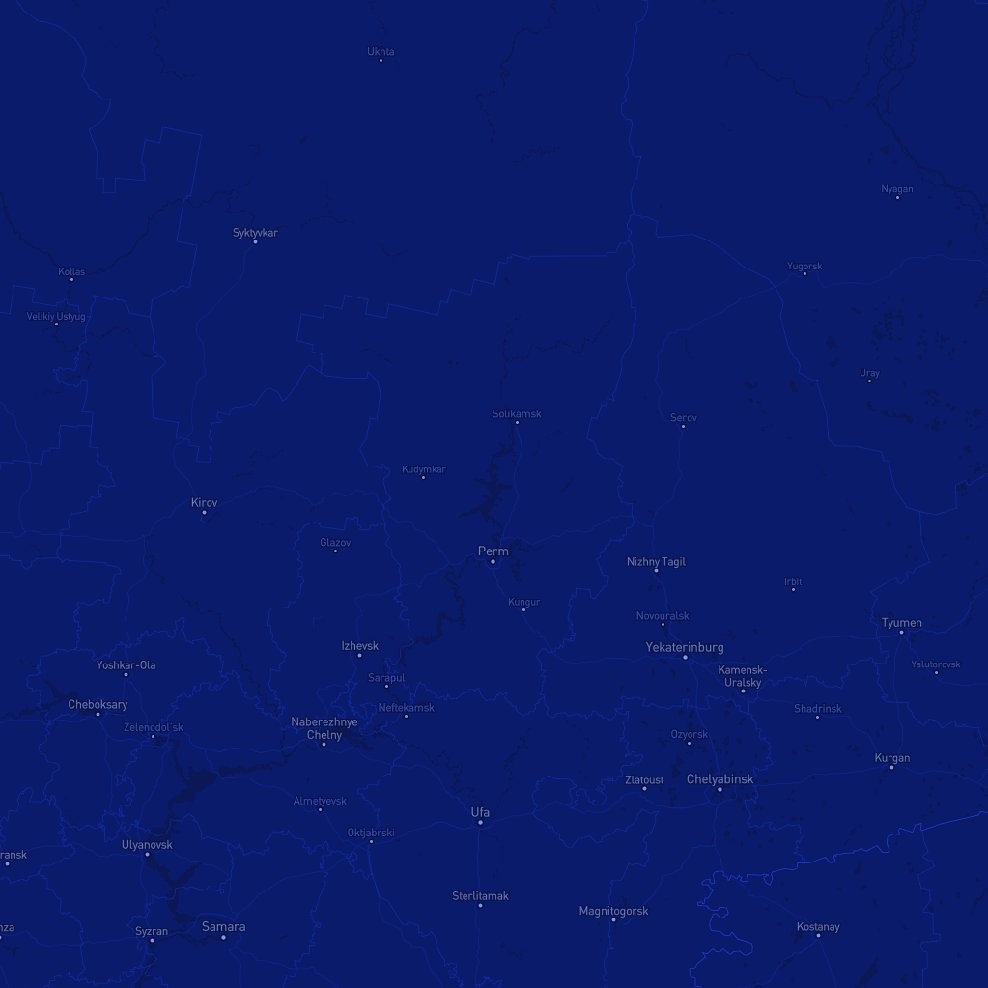 Ukhta
Nyagan
Syktyvkar
Yugorsk
Kotlas
Velikiy Ustyug
Uray
Solikamsk
Serov
Kudymkar
Kirov
Glazov
Perm
Nizhny Tagil
Irbit
Kungur
Novouralsk
Tyumen
Izhevsk
Yekaterinburg
Yoshkar-Ola
Yalutorovsk
Kamensk-
Uralsky
Sarapul
Cheboksary
Neftekamsk
Shadrinsk
Naberezhnye
Chelny
Zelenodol'sk
Ozyorsk
Kurgan
Zlatoust
Chelyabinsk
Almetyevsk
Ufa
Oktjabrski
Ulyanovsk
ransk
Sterlitamak
Magnitogorsk
nza
Syzran
Samara
Kostanay